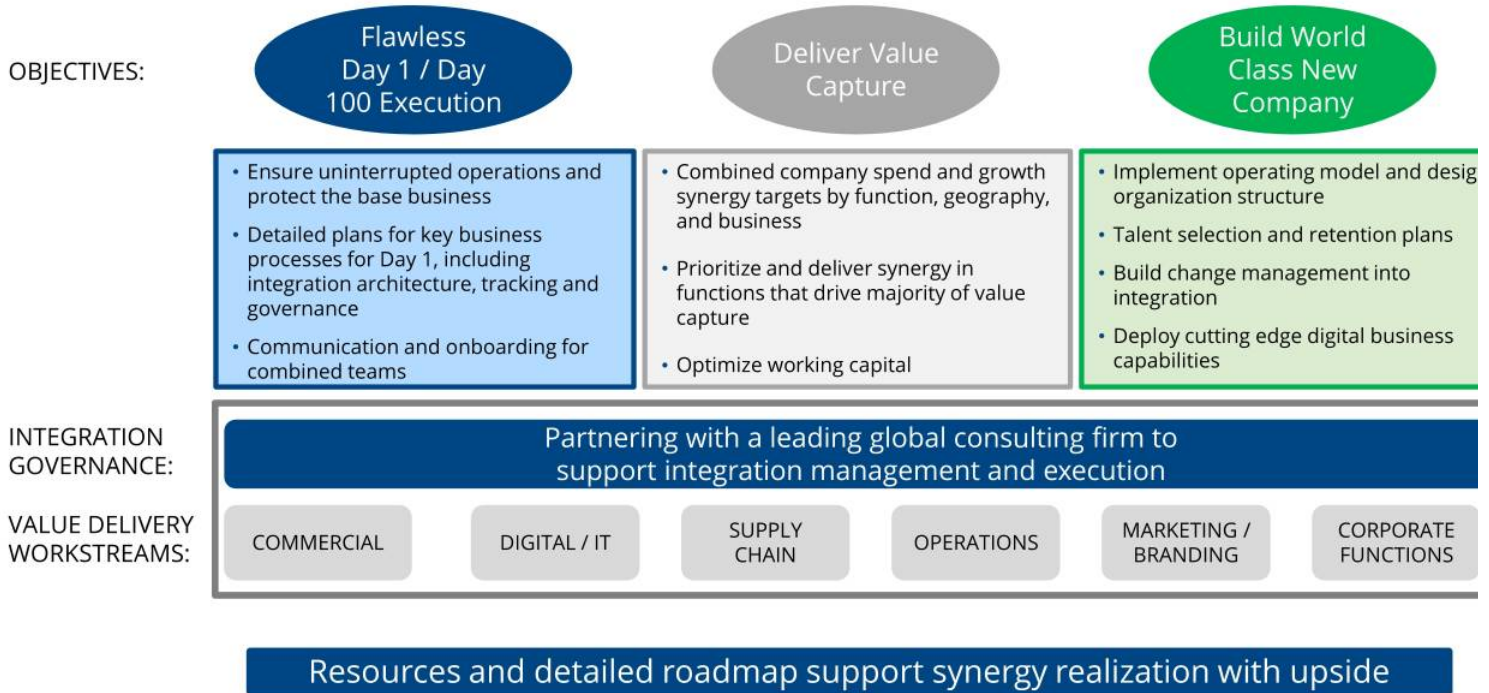 OBJECTIVES:
Flawless
Day 1 / Day
100 Execution
Deliver Value
Capture
Build World
Class New
Company
• Ensure uninterrupted operations and
protect the base business
• Detailed plans for key business
processes for Day 1, including
integration architecture, tracking and
governance
• Communication and onboarding for
combined teams
• Combined company spend and growth
synergy targets by function, geography,
and business
• Prioritize and deliver synergy in
functions that drive majority of value
capture
• Optimize working capital
• Implement operating model and desig
organization structure
• Talent selection and retention plans
• Build change management into
integration
• Deploy cutting edge digital business
capabilities
INTEGRATION
GOVERNANCE:
Partnering with a leading global consulting firm to
support integration management and execution
VALUE DELIVERY
WORKSTREAMS:
COMMERCIAL
DIGITAL / IT
SUPPLY
CHAIN
OPERATIONS
MARKETING /
BRANDING
CORPORATE
FUNCTIONS
Resources and detailed roadmap support synergy realization with upside